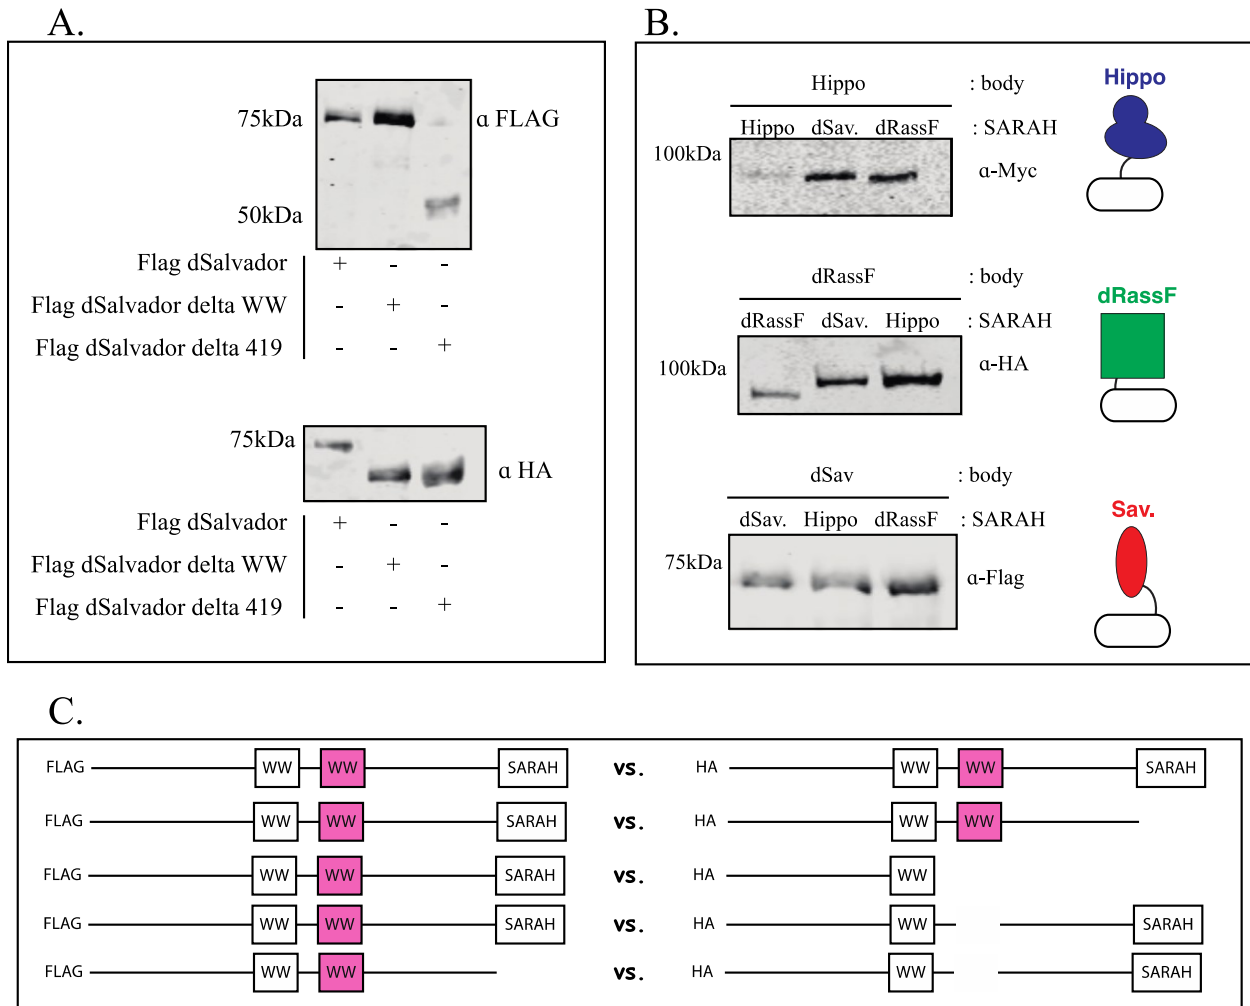 A.
75kDa
α FLAG
50kDa
Flag dSalvador + - -
Flag dSalvador delta WW - + -
Flag dSalvador delta 419 - - +
75kDa
α HA
Flag dSalvador + - -
Flag dSalvador delta WW - + -
Flag dSalvador delta 419 - - +
B.
Hippo : body
Hippo dSav. dRassF : SARAH
100kDa
α-Myc
Hippo
dRassF : body
dRassF dSav. Hippo : SARAH
100kDa
α-HA
dRassF
dSav : body
dSav. Hippo dRassF : SARAH
75kDa
α-Flag
Sav.
C.
FLAG WW WW SARAH vs. HA WW WW SARAH
FLAG WW WW SARAH vs. HA WW WW
FLAG WW WW SARAH vs. HA WW
FLAG WW WW SARAH vs. HA WW SARAH
FLAG WW WW vs. HA WW SARAH